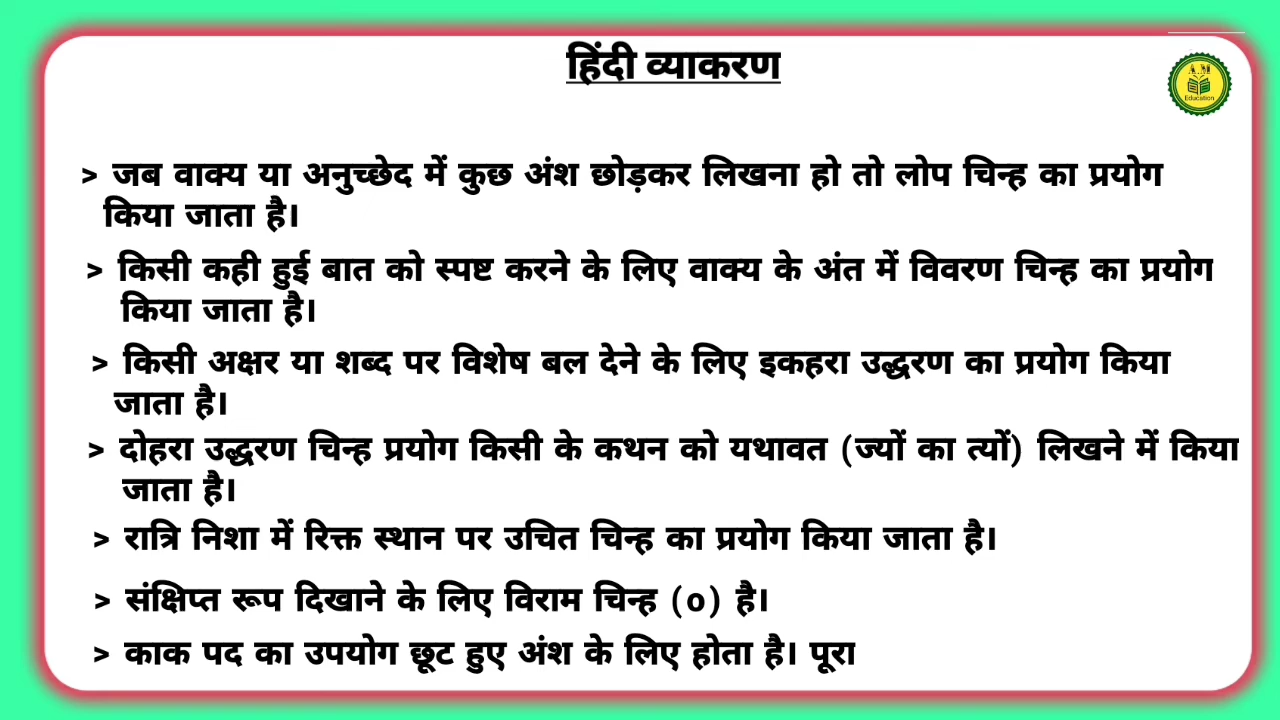 हिंदी व्याकरण
A.M
Education
> जब वाक्य या अनुच्छेद में कुछ अंश छोड़कर लिखना हो तो लोप चिन्ह का प्रयोग
किया जाता है।
> किसी कही हुई बात को स्पष्ट करने के लिए वाक्य के अंत में विवरण चिन्ह का प्रयोग
किया जाता है।
> किसी अक्षर या शब्द पर विशेष बल देने के लिए इकहरा उद्धरण का प्रयोग किया
जाता है।
> दोहरा उद्धरण चिन्ह प्रयोग किसी के कथन को यथावत (ज्यों का त्यों) लिखने में किया
जाता है।
> रात्रि निशा में रिक्त स्थान पर उचित चिन्ह का प्रयोग किया जाता है।
> संक्षिप्त रूप दिखाने के लिए विराम चिन्ह (o) है।
> काक पद का उपयोग छूट हुए अंश के लिए होता है। पूरा